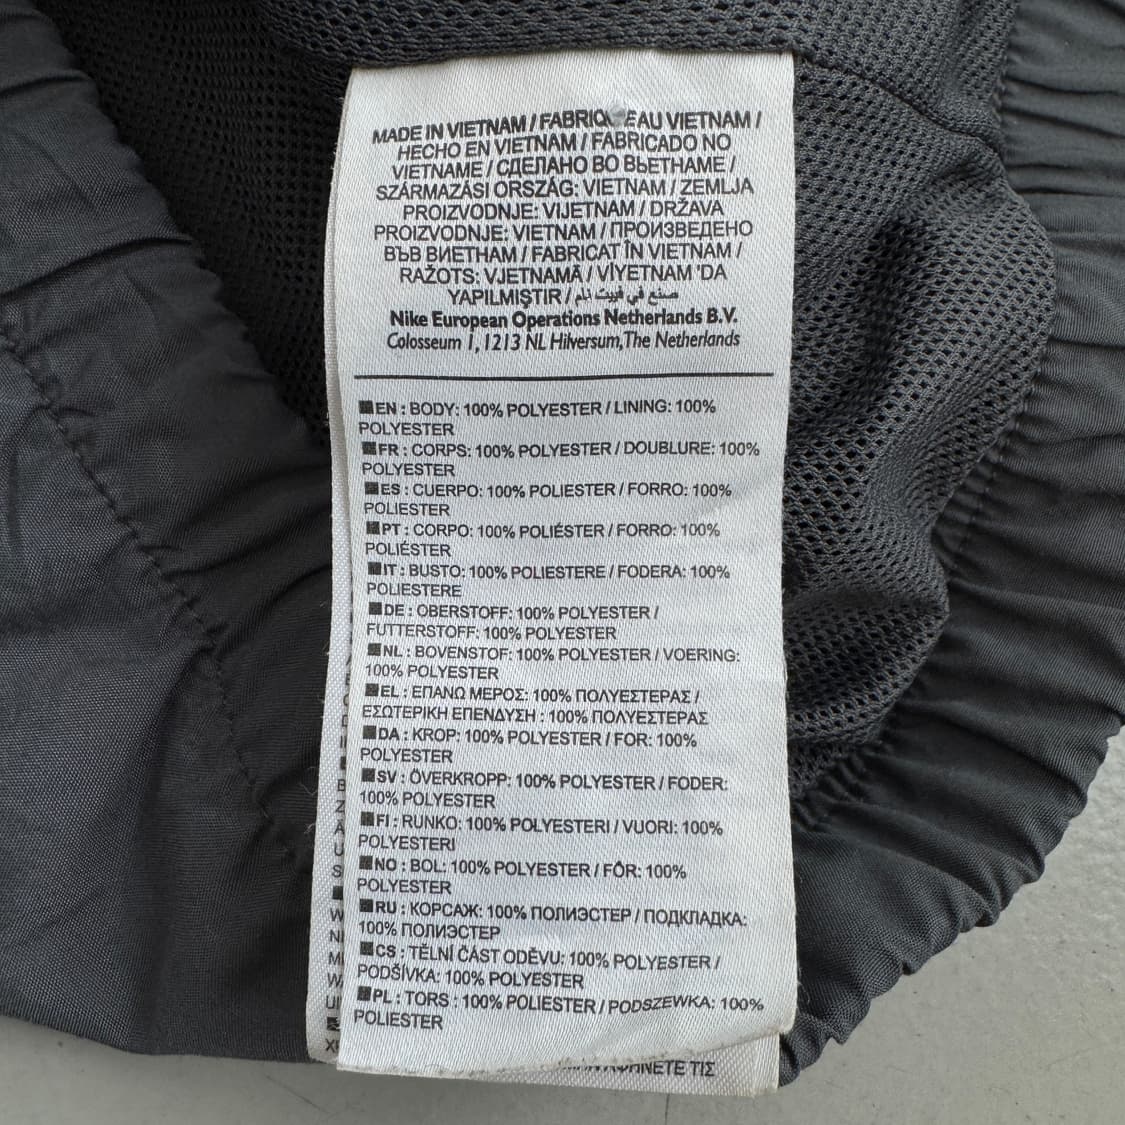 MADE IN VIETNAM / FABRIQ EAU VIETNAM /
HECHO EN VIETNAM / FABRICADO NO
VIETNAME / СДЕЛАНО ВО ВЬЕТНАМЕ /
SZÁRMAZÁSI ORSZÁG: VIETNAM / ZEMLJA
PROIZVODNJE: VIJETNAM / DRŽAVA
PROIZVODNJE: VIETNAM / ПРОИЗВЕДЕНО
ВЪВ ВИЕТНАМ / FABRICAT ÎN VIETNAM /
RAŽOTS: VJETNAMĀ / VİYETNAM 'DA
YAPILMIŞTIR / صنع في فييت نام
Nike European Operations Netherlands B.V.
Colosseum 1, 1213 NL Hilversum, The Netherlands
EN : BODY: 100% POLYESTER / LINING: 100%
POLYESTER
FR : CORPS: 100% POLYESTER / DOUBLURE: 100%
POLYESTER
ES : CUERPO: 100% POLIESTER / FORRO: 100%
POLIESTER
PT : CORPO: 100% POLIÉSTER / FORRO: 100%
POLIÉSTER
IT : BUSTO: 100% POLIESTERE / FODERA: 100%
POLIESTERE
DE : OBERSTOFF: 100% POLYESTER /
FUTTERSTOFF: 100% POLYESTER
NL : BOVENSTOF: 100% POLYESTER / VOERING:
100% POLYESTER
EL : ΕΠΑΝΩ ΜΕΡΟΣ: 100% ΠΟΛΥΕΣΤΕΡΑΣ /
ΕΣΩΤΕΡΙΚΗ ΕΠΕΝΔΥΣΗ : 100% ΠΟΛΥΕΣΤΕΡΑΣ
DA : KROP: 100% POLYESTER / FOR: 100%
POLYESTER
SV : ÖVERKROPP: 100% POLYESTER / FODER:
100% POLYESTER
FI : RUNKO: 100% POLYESTERI / VUORI: 100%
POLYESTERI
NO : BOL: 100% POLYESTER / FÔR: 100%
POLYESTER
RU : КОРСАЖ: 100% ПОЛИЭСТЕР / ПОДКЛАДКА:
100% ПОЛИЭСТЕР
CS : TĚLNÍ ČÁST ODĚVU: 100% POLYESTER /
PODŠÍVKA: 100% POLYESTER
PL : TORS : 100% POLIESTER / PODSZEWKA: 100%
POLIESTER
ΤΙΣ